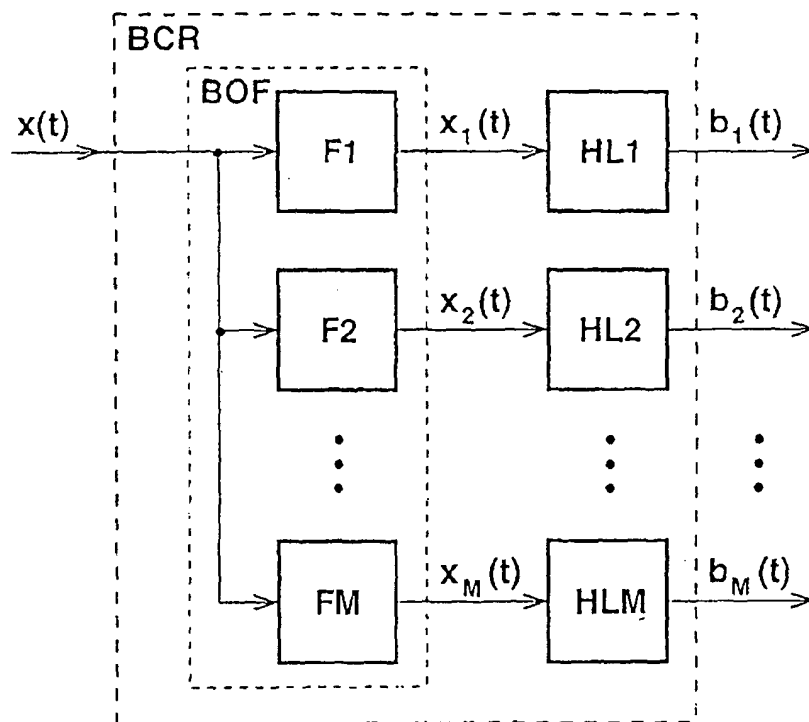 BCR
BOF
x(t) F1 x₁(t) HL1 b₁(t)
F2 x₂(t) HL2 b₂(t)
FM x_M(t) HLM b_M(t)